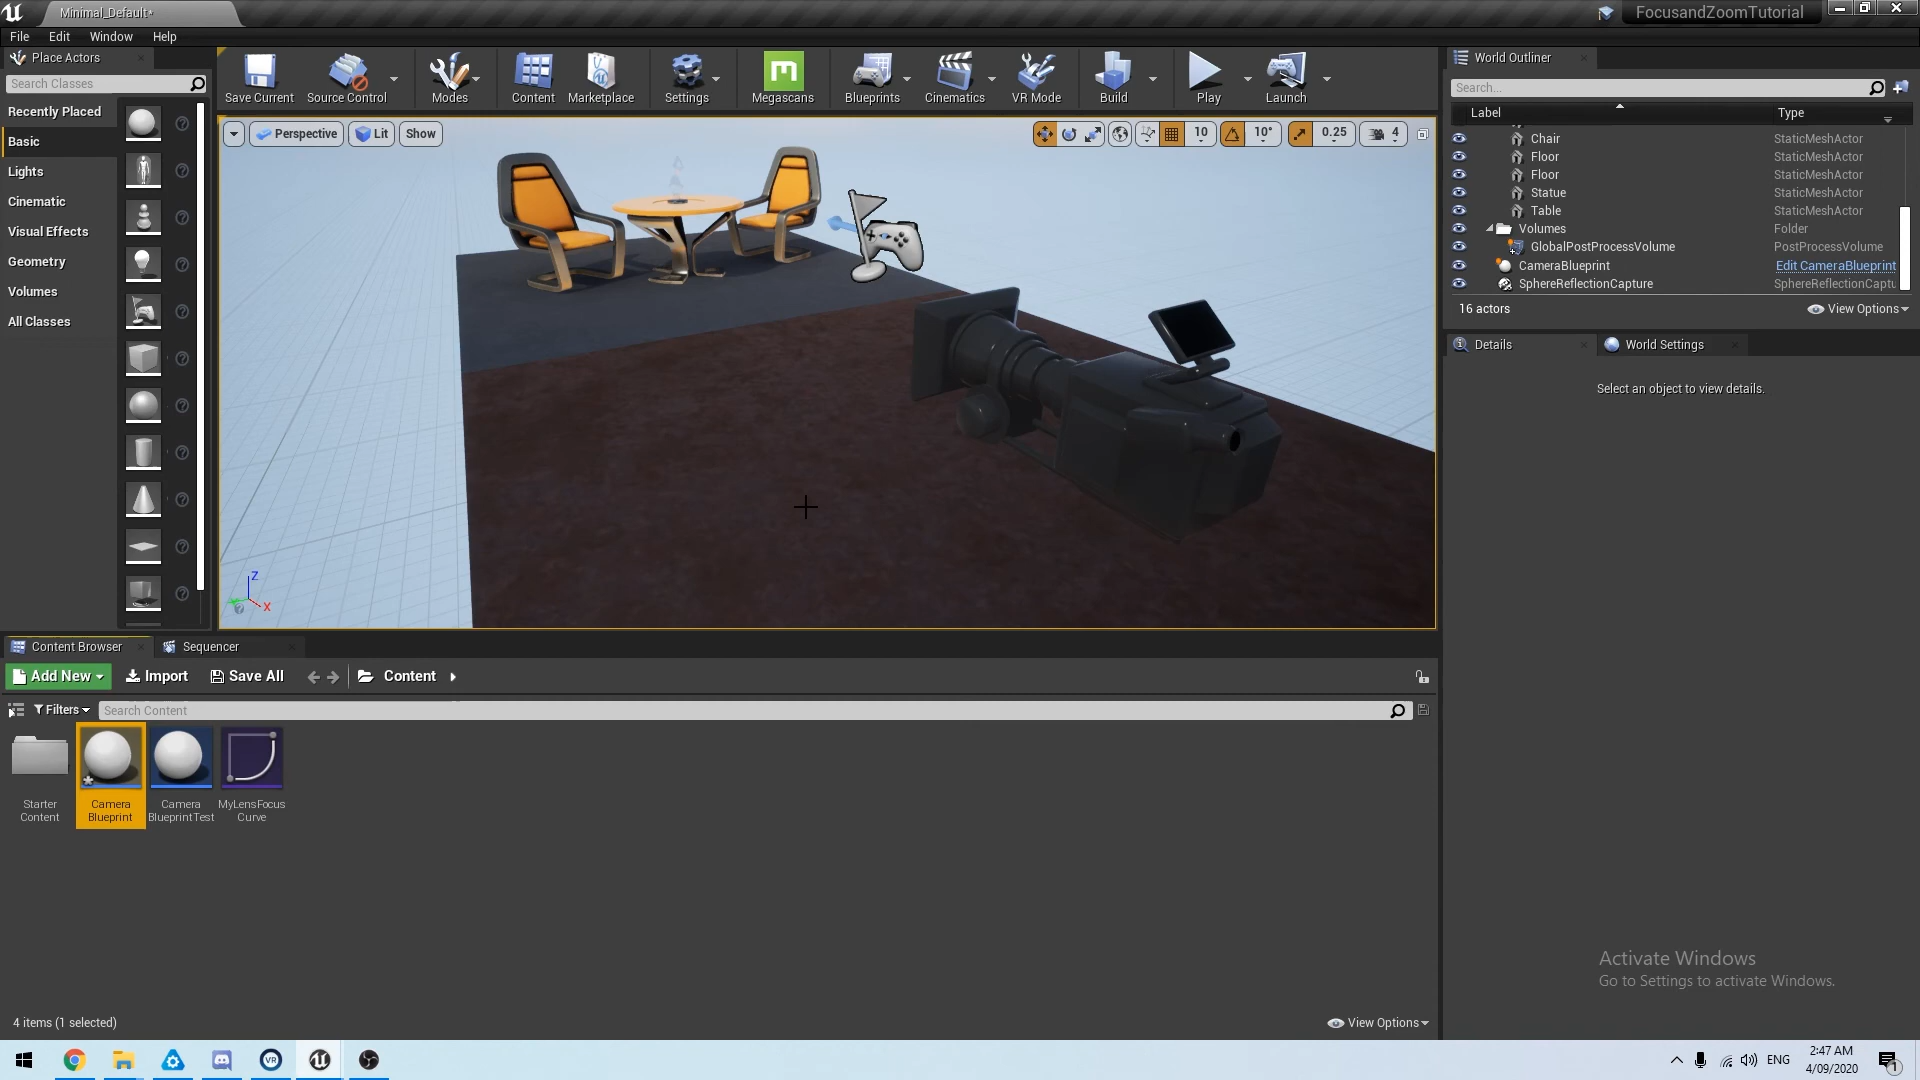 Minimal_Default*
FocusandZoomTutorial
File Edit Window Help
Place Actors
Search Classes
Recently Placed
Basic
Lights
Cinematic
Visual Effects
Geometry
Volumes
All Classes
Save Current
Source Control
Modes
Content
Marketplace
Settings
Megascans
Blueprints
Cinematics
VR Mode
Build
Play
Launch
Perspective
Lit
Show
10
10°
0.25
4
Z
X
World Outliner
Search...
Label Type
Chair StaticMeshActor
Floor StaticMeshActor
Floor StaticMeshActor
Statue StaticMeshActor
Table StaticMeshActor
Volumes Folder
GlobalPostProcessVolume PostProcessVolume
CameraBlueprint Edit CameraBlueprint
SphereReflectionCapture SphereReflectionCaptu
16 actors
View Options
Details
World Settings
Select an object to view details.
Content Browser
Sequencer
Add New
Import
Save All
Content
Filters
Search Content
Starter
Content
Camera
Blueprint
Camera
BlueprintTest
MyLensFocus
Curve
4 items (1 selected)
View Options
Activate Windows
Go to Settings to activate Windows.
VR
ENG
2:47 AM
4/09/2020
1